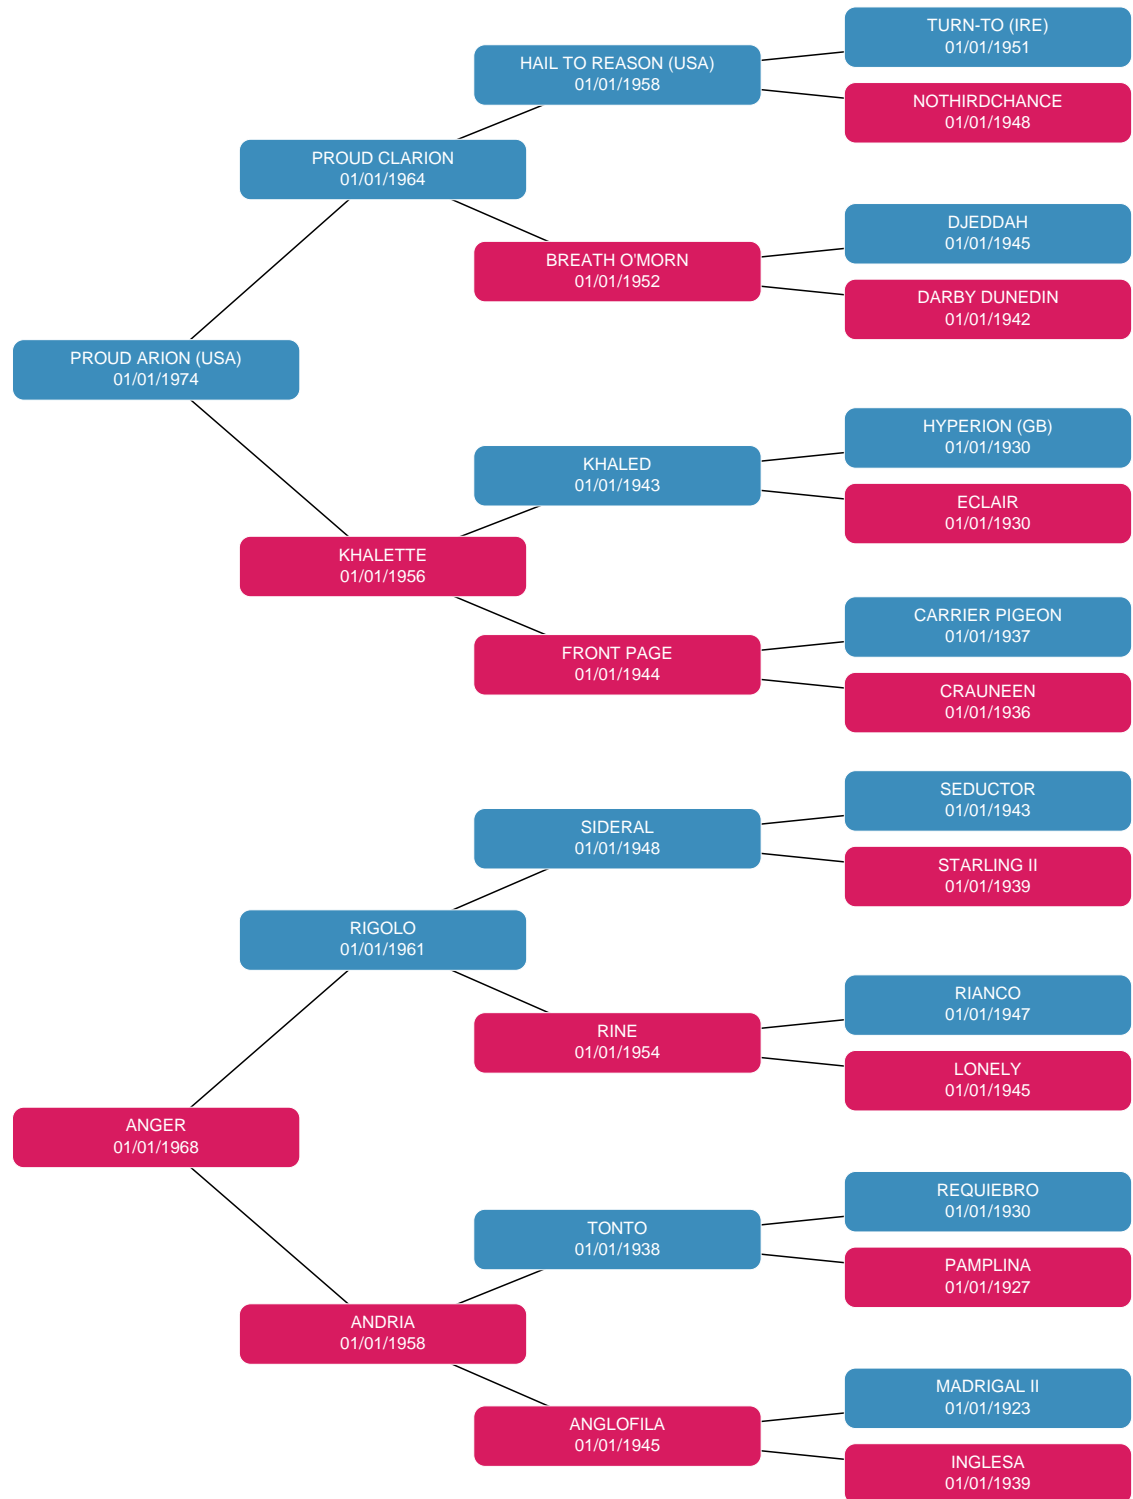 TURN-TO (IRE)
01/01/1951
HAIL TO REASON (USA)
01/01/1958
NOTHIRDCHANCE
01/01/1948
PROUD CLARION
01/01/1964
DJEDDAH
01/01/1945
BREATH O'MORN
01/01/1952
DARBY DUNEDIN
01/01/1942
PROUD ARION (USA)
01/01/1974
HYPERION (GB)
01/01/1930
KHALED
01/01/1943
ECLAIR
01/01/1930
KHALETTE
01/01/1956
CARRIER PIGEON
01/01/1937
FRONT PAGE
01/01/1944
CRAUNEEN
01/01/1936
SEDUCTOR
01/01/1943
SIDERAL
01/01/1948
STARLING II
01/01/1939
RIGOLO
01/01/1961
RIANCO
01/01/1947
RINE
01/01/1954
LONELY
01/01/1945
ANGER
01/01/1968
REQUIEBRO
01/01/1930
TONTO
01/01/1938
PAMPLINA
01/01/1927
ANDRIA
01/01/1958
MADRIGAL II
01/01/1923
ANGLOFILA
01/01/1945
INGLESA
01/01/1939